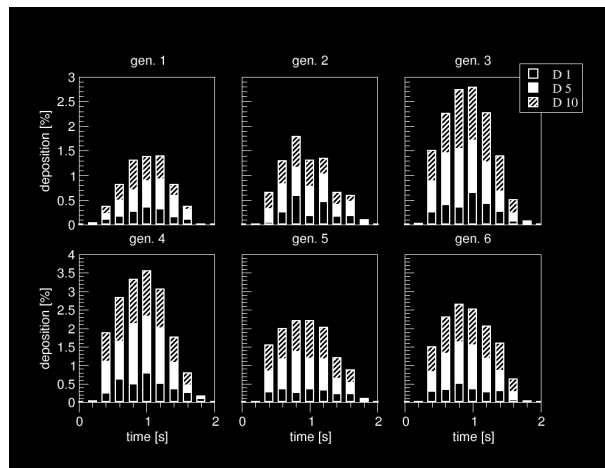 gen. 1
gen. 2
gen. 3
D 1
D 5
D 10
deposition [%]
3
2.5
2
1.5
1
0.5
0
gen. 4
gen. 5
gen. 6
deposition [%]
4
3.5
3
2.5
2
1.5
1
0.5
0
0 1 2 0 1 2 0 1 2
time [s] time [s] time [s]